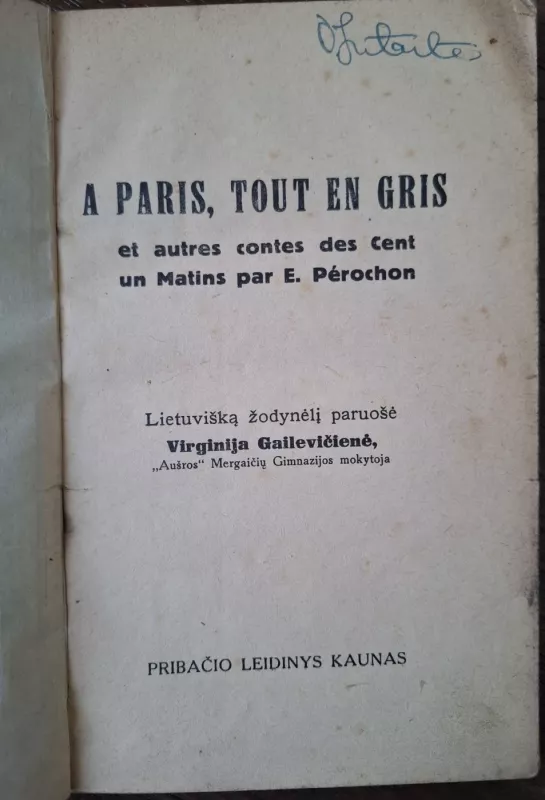 A PARIS, TOUT EN GRIS
et autres contes des Cent
un Matins par E. Pérochon
Lietuvišką žodynėlį paruošė
Virginija Gailevičienė,
„Aušros“ Mergaičių Gimnazijos mokytoja
PRIBAČIO LEIDINYS KAUNAS